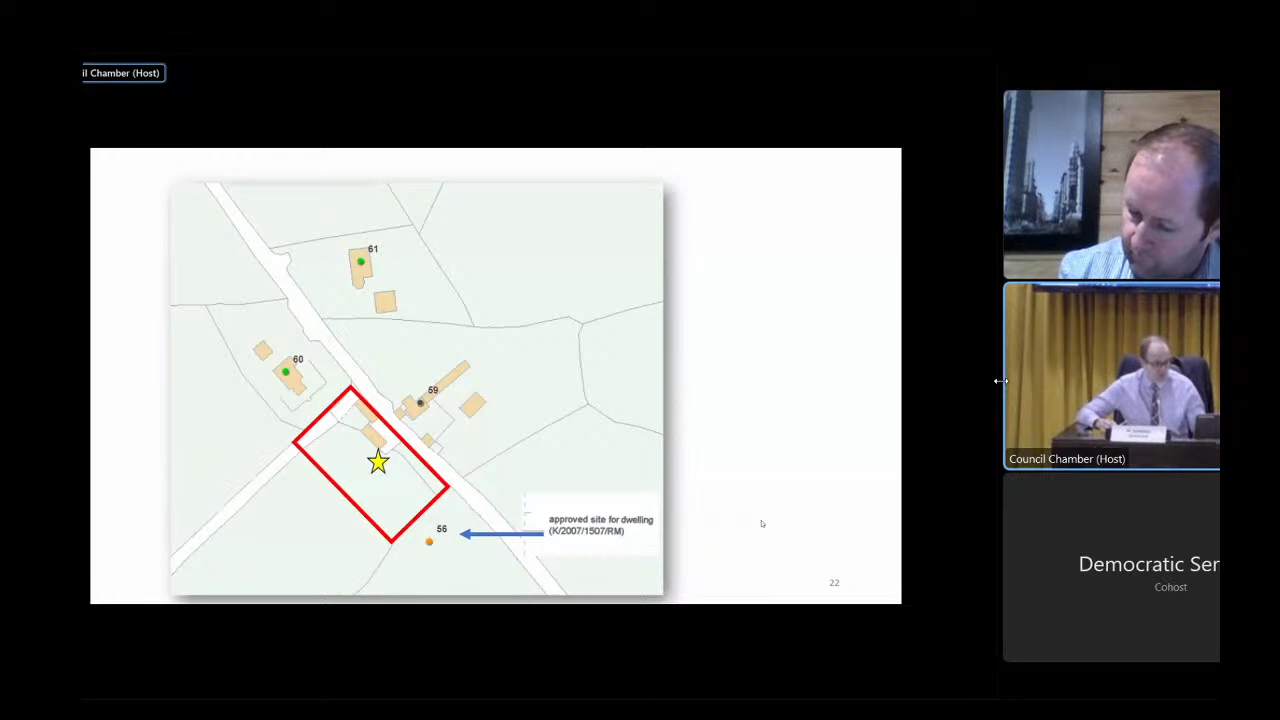 il Chamber (Host)
61
60
59
56
approved site for dwelling
(K/2007/1507/RM)
22
Council Chamber (Host)
Democratic Ser
Cohost